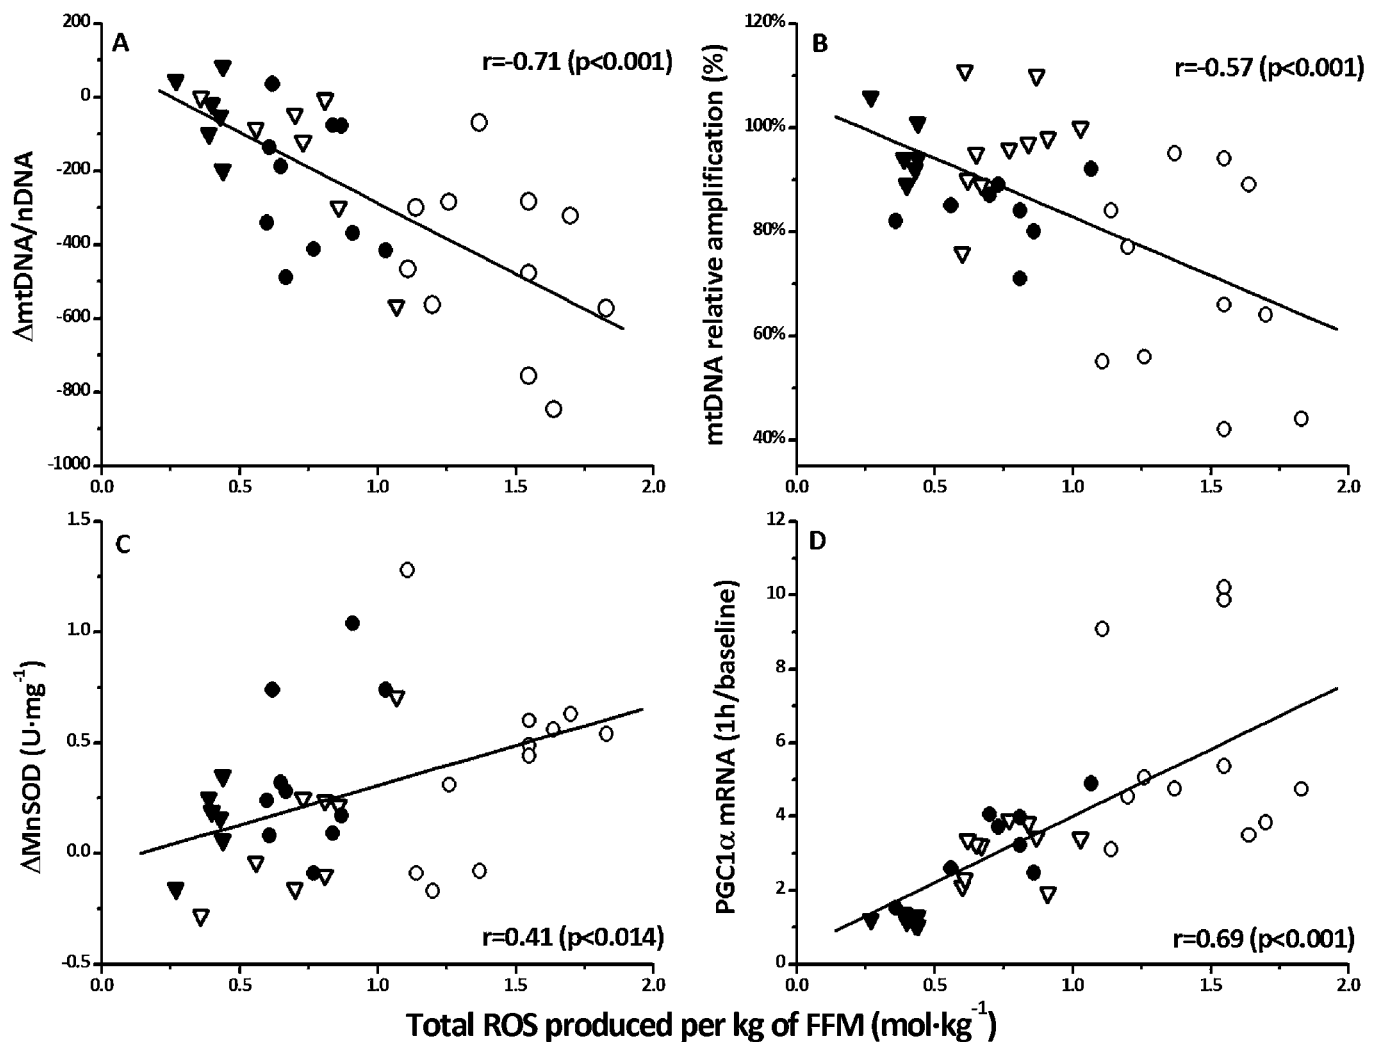 A
r=-0.71 (p<0.001)
ΔmtDNA/nDNA
200
0
-200
-400
-600
-800
-1000
0.0 0.5 1.0 1.5 2.0
B
r=-0.57 (p<0.001)
mtDNA relative amplification (%)
120%
100%
80%
60%
40%
0.0 0.5 1.0 1.5 2.0
C
r=0.41 (p<0.014)
ΔMnSOD (U·mg⁻¹)
1.5
1.0
0.5
0.0
-0.5
0.0 0.5 1.0 1.5 2.0
D
r=0.69 (p<0.001)
PGC1α mRNA (1h/baseline)
12
10
8
6
4
2
0
0.0 0.5 1.0 1.5 2.0
Total ROS produced per kg of FFM (mol·kg⁻¹)